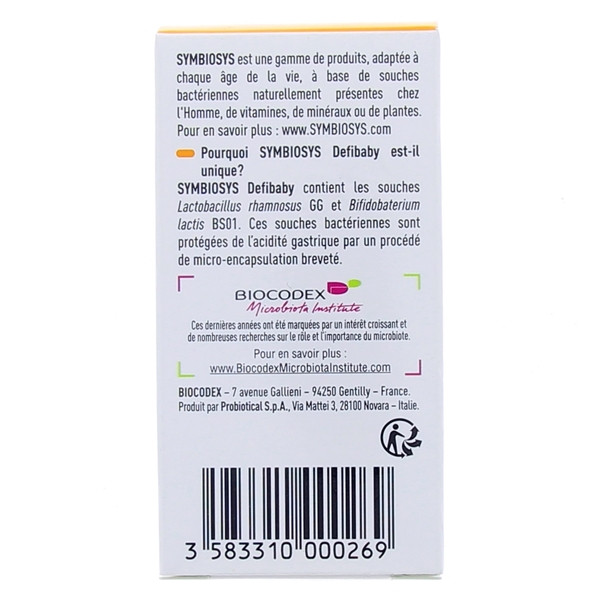 SYMBIOSYS est une gamme de produits, adaptée à
chaque âge de la vie, à base de souches
bactériennes naturellement présentes chez
l'Homme, de vitamines, de minéraux ou de plantes.
Pour en savoir plus : www.SYMBIOSYS.com
Pourquoi SYMBIOSYS Defibaby est-il
unique?
SYMBIOSYS Defibaby contient les souches
Lactobacillus rhamnosus GG et Bifidobaterium
lactis BS01. Ces souches bactériennes sont
protégées de l'acidité gastrique par un procédé
de micro-encapsulation breveté.
BIOCODEX
Microbiota Institute
Ces dernières années ont été marquées par un intérêt croissant et
de nombreuses recherches sur le rôle et l'importance du microbiote.
Pour en savoir plus :
www.BiocodexMicrobiotaInstitute.com
BIOCODEX – 7 avenue Gallieni – 94250 Gentilly – France.
Produit par Probiotical S.p.A., Via Mattei 3, 28100 Novara – Italie.
3 583310 000269